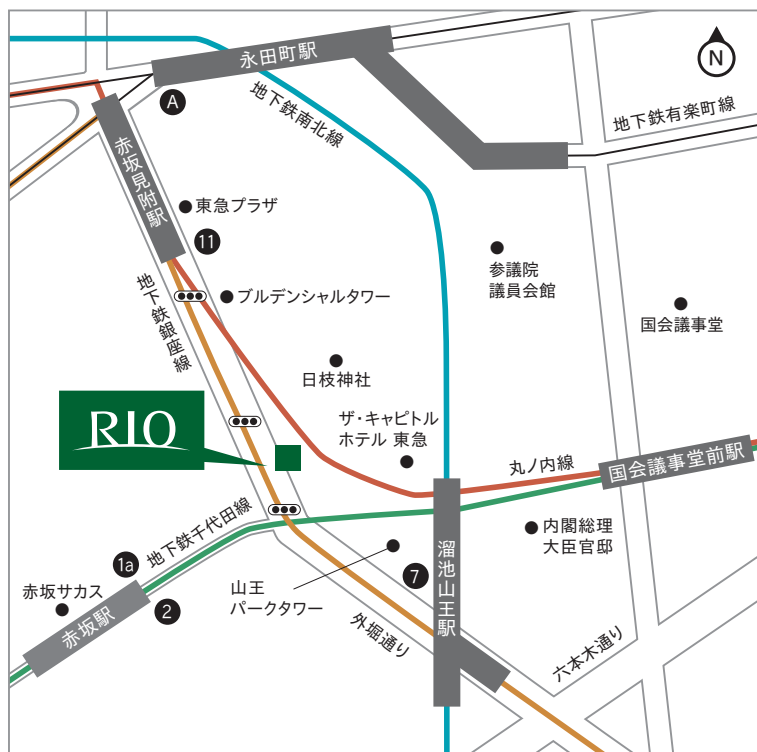 永田町駅
N
A
地下鉄南北線
地下鉄有楽町線
赤坂見附駅
東急プラザ
11
参議院
議員会館
地下鉄銀座線
ブルデンシャルタワー
国会議事堂
日枝神社
RIO
ザ・キャピトル
ホテル 東急
丸ノ内線
国会議事堂前駅
地下鉄千代田線
内閣総理
大臣官邸
溜池山王駅
1a
7
赤坂サカス
山王
パークタワー
2
赤坂駅
外堀通り
六本木通り